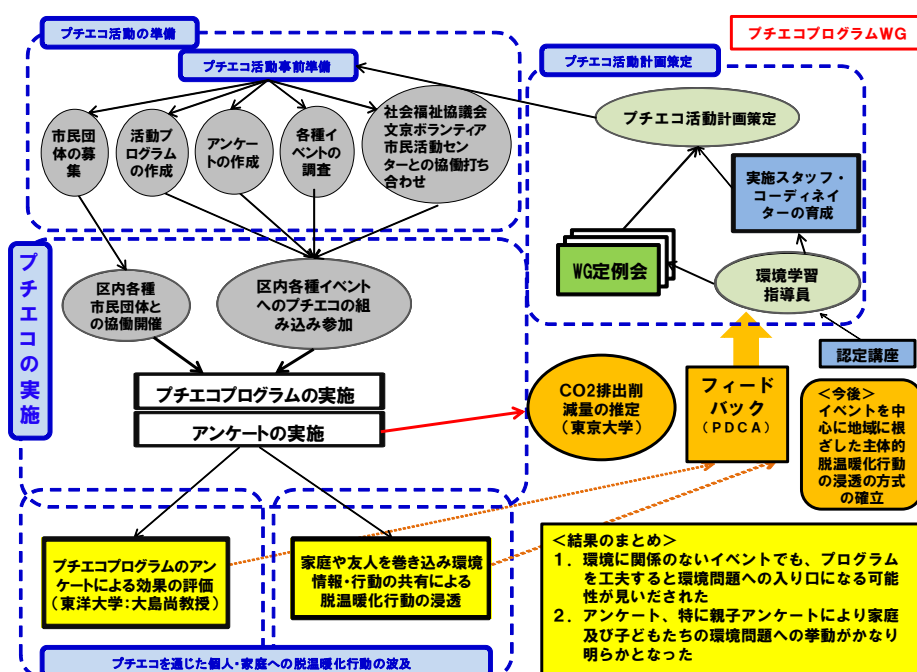 プチエコ活動の準備
プチエコプログラムWG
プチエコ活動事前準備
プチエコ活動計画策定
市民団
体の募
集
活動プ
ログラム
の作成
アンケー
トの作成
各種イ
ベントの
調査
社会福祉協議会
文京ボランティア
市民活動セン
ターとの協働打ち
合わせ
プチエコ活動計画策定
実施スタッフ・
コーディネイ
ターの育成
WG定例会
環境学習
指導員
認定講座
プチエコの実施
区内各種
市民団体と
の協働開催
区内各種イベント
へのプチエコの組
み込み参加
プチエコプログラムの実施
アンケートの実施
CO2排出削
減量の推定
(東京大学)
フィード
バック
(PDCA)
<今後>
イベントを中
心に地域に根
ざした主体的
脱温暖化行動
の浸透の方式
の確立
プチエコプログラムのアン
ケートによる効果の評価
(東洋大学:大島尚教授)
家庭や友人を巻き込み環境
情報・行動の共有による
脱温暖化行動の浸透
<結果のまとめ>
1. 環境に関係のないイベントでも、プログラム
を工夫すると環境問題への入り口になる可能
性が見いだされた
2. アンケート、特に親子アンケートにより家庭
及び子どもたちの環境問題への挙動がかなり
明らかとなった
プチエコを通じた個人・家庭への脱温暖化行動の波及